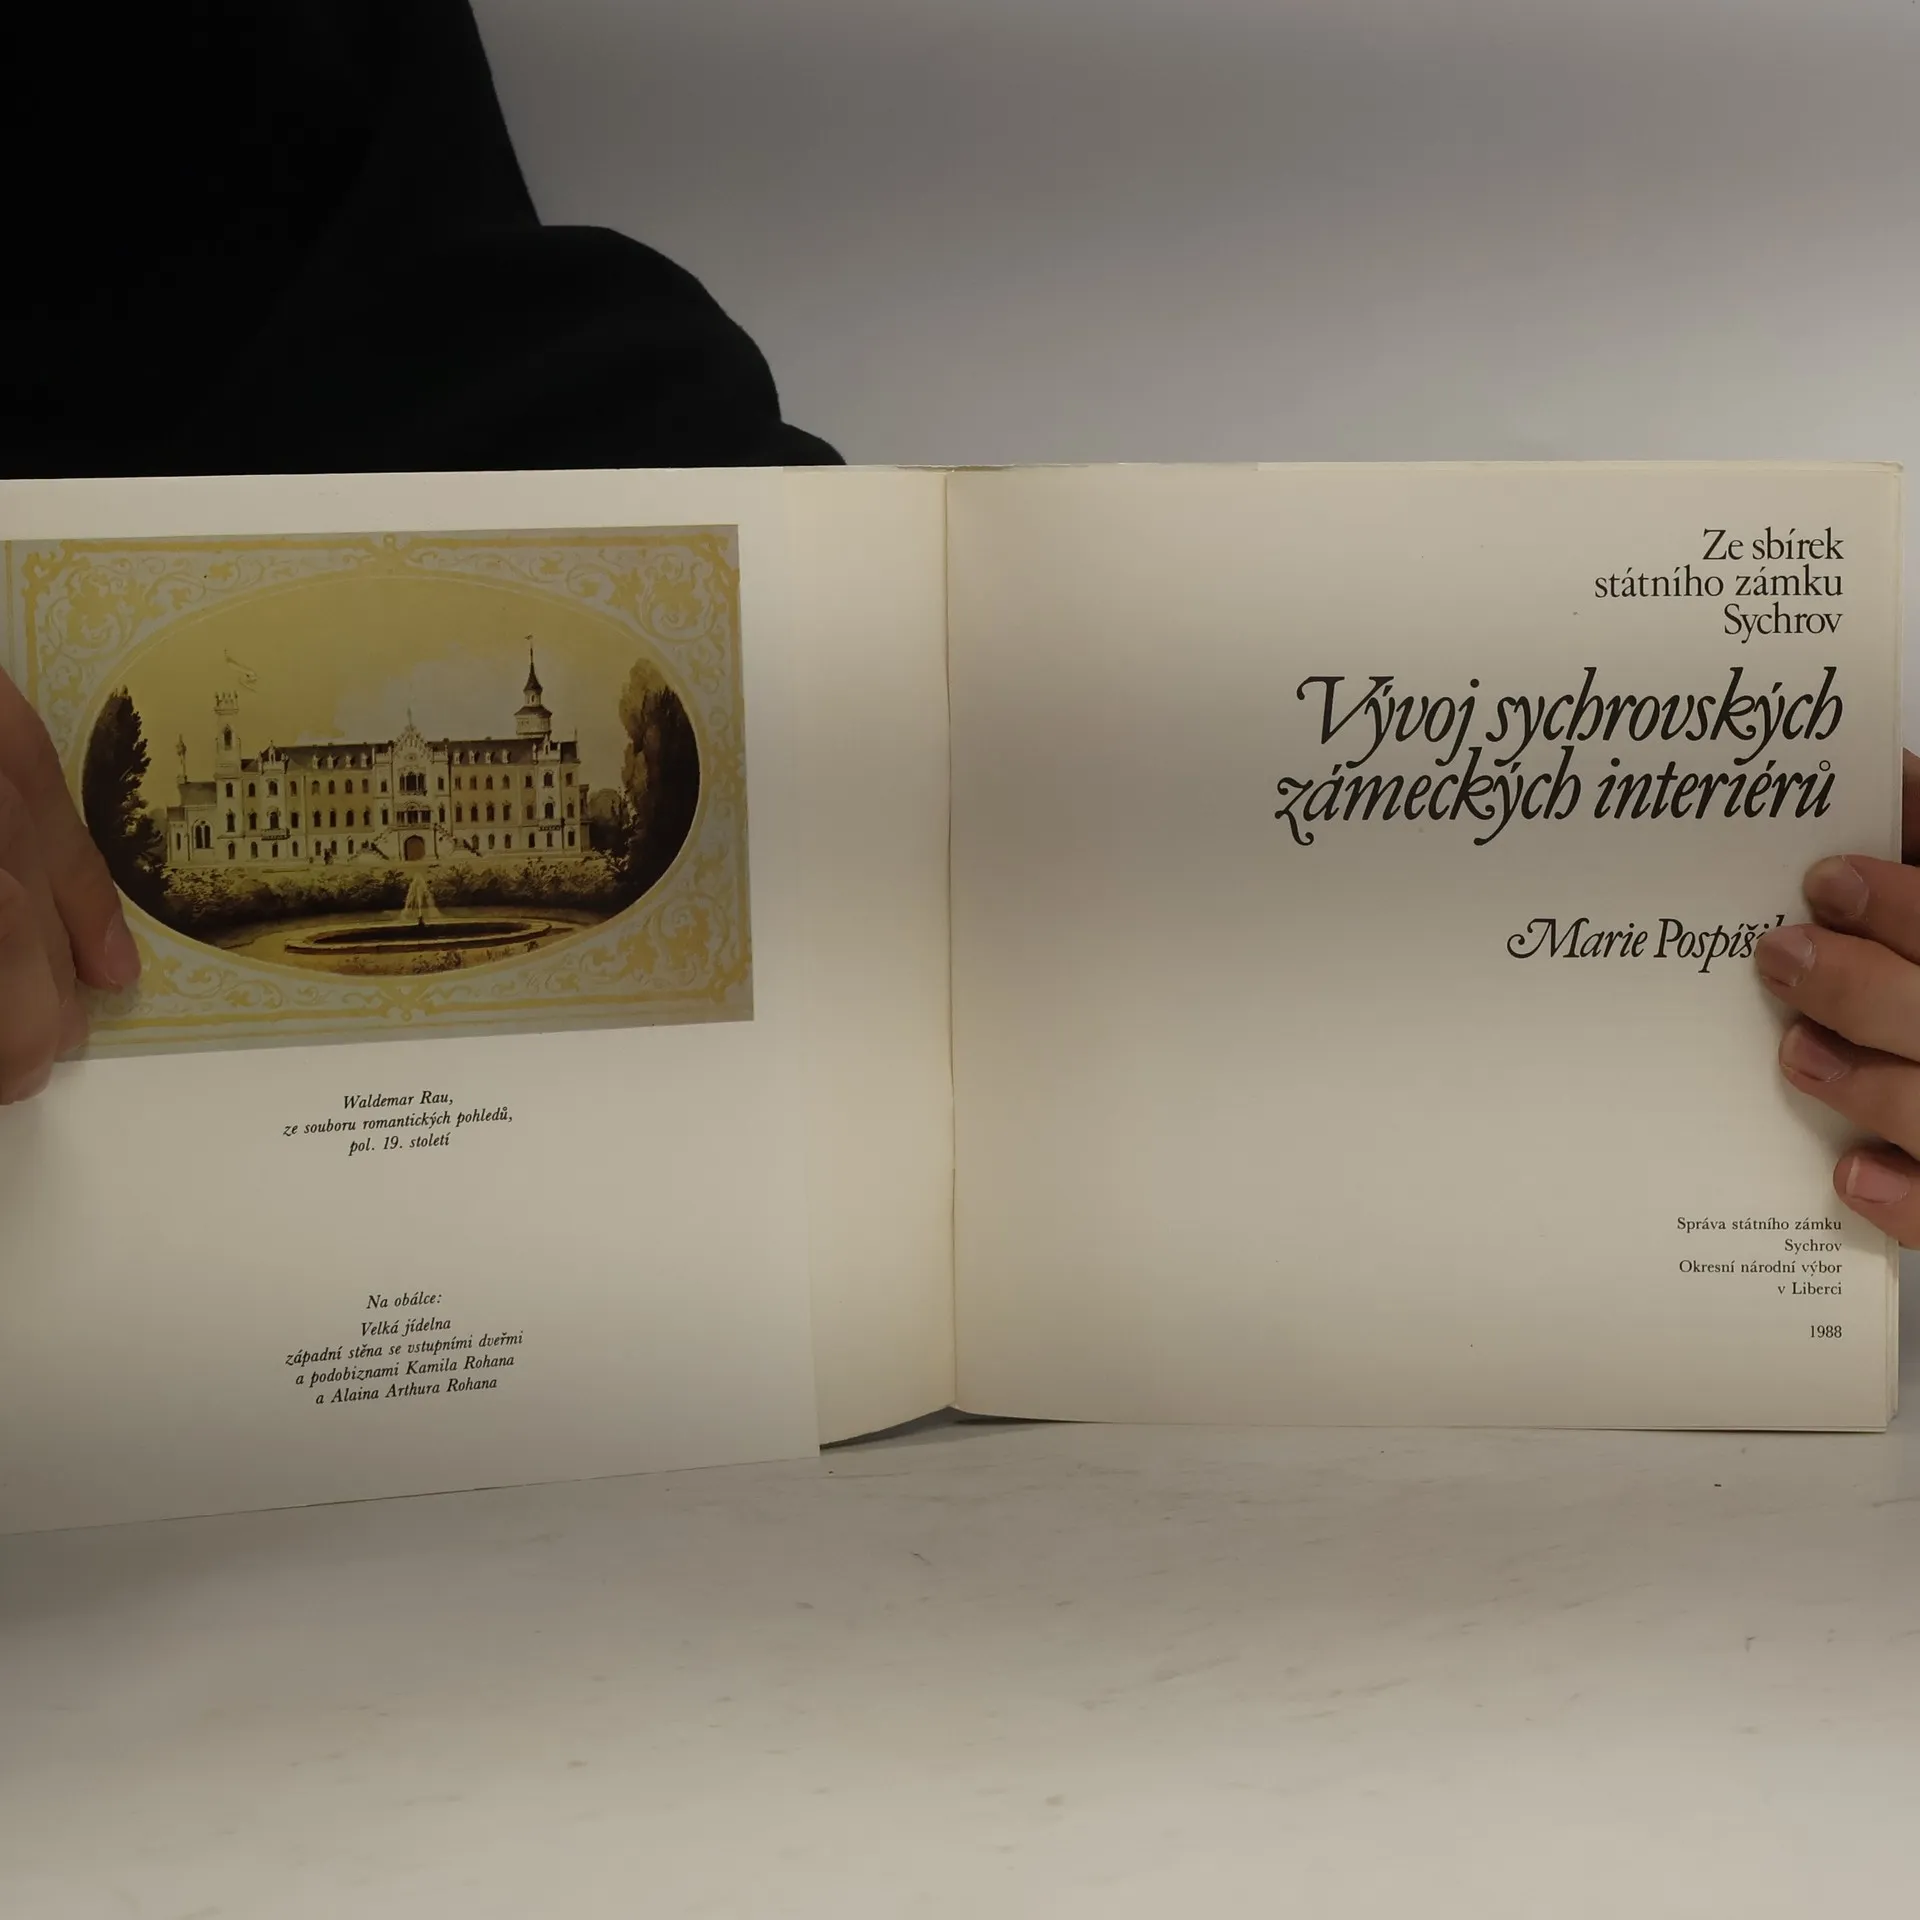 Waldemar Rau,
ze souboru romantických pohledů,
pol. 19. století
Na obálce:
Velká jídelna
západní stěna se vstupními dveřmi
a podobiznami Kamila Rohana
a Alaina Arthura Rohana
Ze sbírek
státního zámku
Sychrov
Vývoj sychrovských
zámeckých interiérů
Marie
Správa státního zámku
Sychrov
Okresní národní výbor
v Liberci
1988